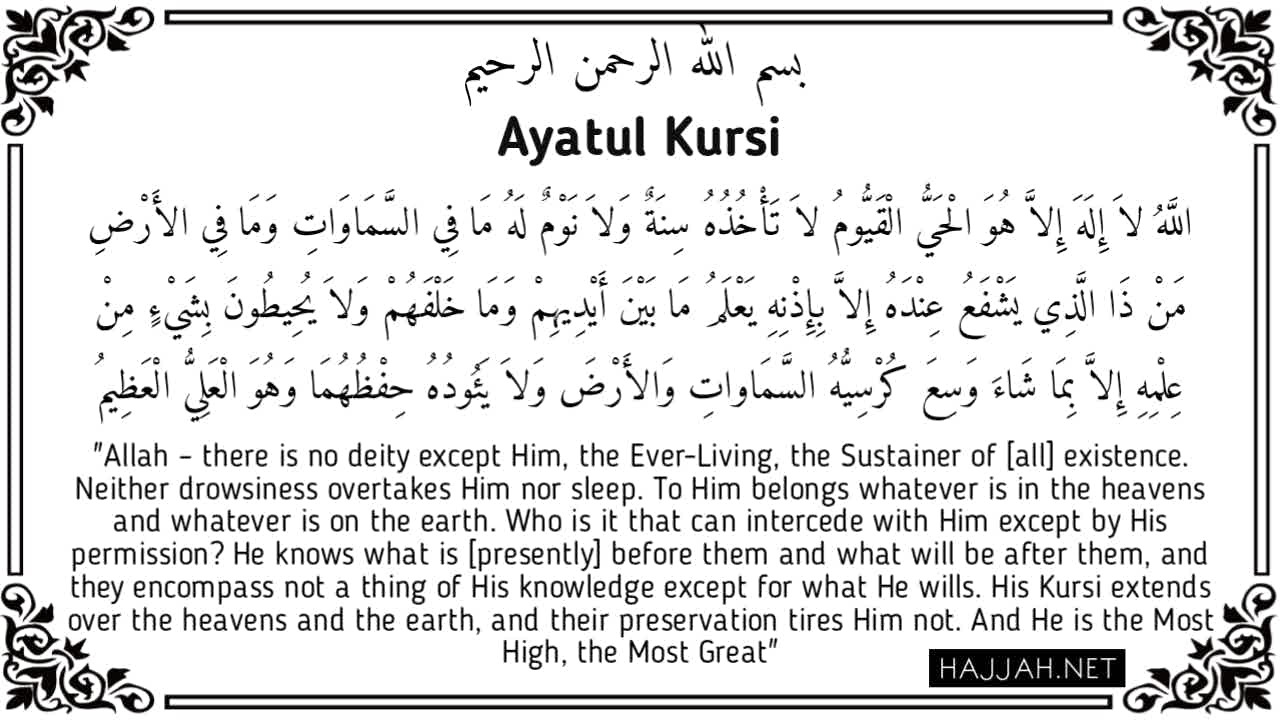 بسم الله الرحمن الرحيم
Ayatul Kursi
اللَّهُ لاَ إِلَهَ إِلاَّ هُوَ الْحَيُّ الْقَيُّومُ لاَ تَأْخُذُهُ سِنَةٌ وَلاَ نَوْمٌ لَهُ مَا فِي السَّمَاوَاتِ وَمَا فِي الأَرْضِ
مَنْ ذَا الَّذِي يَشْفَعُ عِنْدَهُ إِلاَّ بِإِذْنِهِ يَعْلَمُ مَا بَيْنَ أَيْدِيهِمْ وَمَا خَلْفَهُمْ وَلاَ يُحِيطُونَ بِشَيْءٍ مِنْ
عِلْمِهِ إِلاَّ بِمَا شَاءَ وَسِعَ كُرْسِيُّهُ السَّمَاواتِ وَالأَرْضَ وَلاَ يَئُودُهُ حِفْظُهُمَا وَهُوَ الْعَلِيُّ الْعَظِيمُ
"Allah – there is no deity except Him, the Ever-Living, the Sustainer of [all] existence.
Neither drowsiness overtakes Him nor sleep. To Him belongs whatever is in the heavens
and whatever is on the earth. Who is it that can intercede with Him except by His
permission? He knows what is [presently] before them and what will be after them, and
they encompass not a thing of His knowledge except for what He wills. His Kursi extends
over the heavens and the earth, and their preservation tires Him not. And He is the Most
High, the Most Great"
HAJJAH.NET